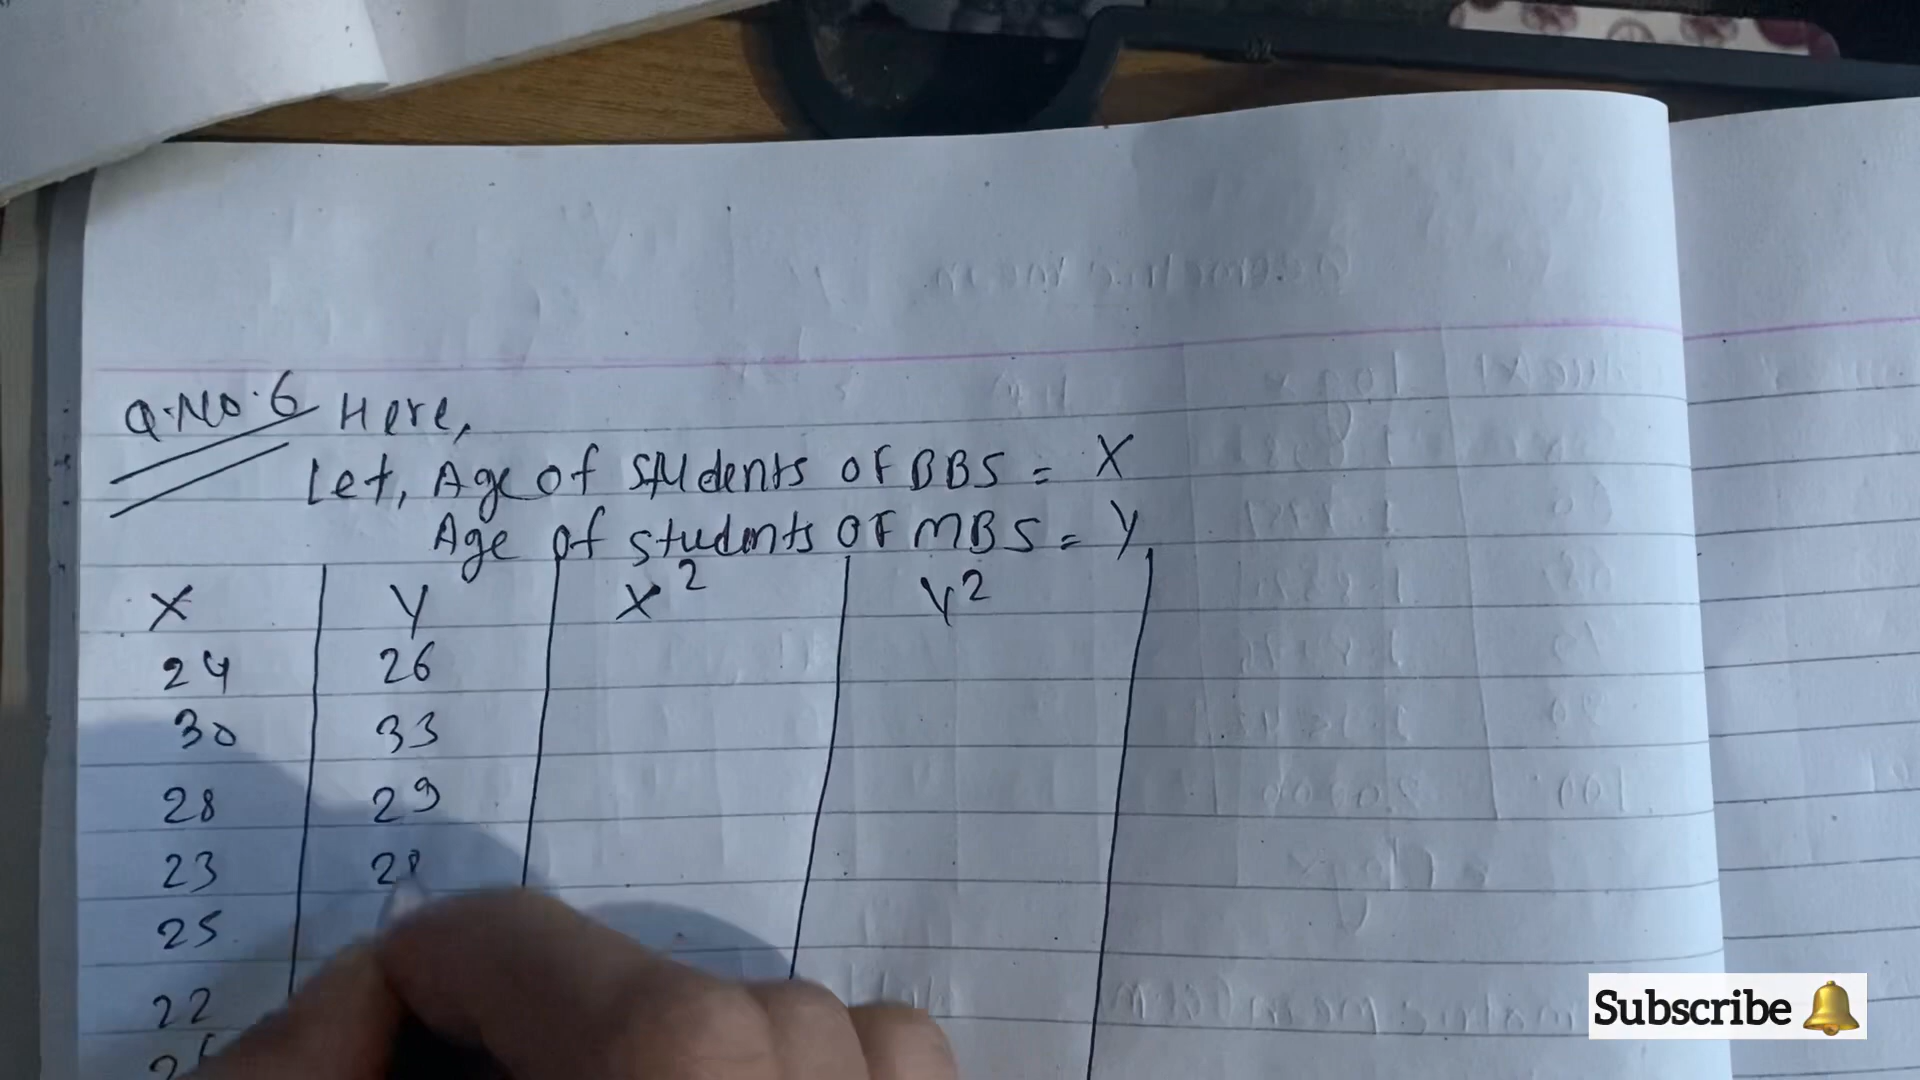 Q.No.6 Here,
Let, Age of students OF BBS = X
Age of students OF MBS = Y
X Y X² Y²
24 26
30 33
28 29
23 28
25
22
Subscribe